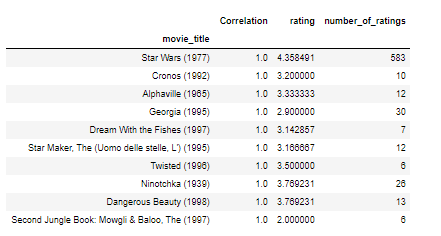 Correlation rating number_of_ratings
movie_title
Star Wars (1977) 1.0 4.358491 583
Cronos (1992) 1.0 3.200000 10
Alphaville (1965) 1.0 3.333333 12
Georgia (1995) 1.0 2.900000 30
Dream With the Fishes (1997) 1.0 3.142857 7
Star Maker, The (Uomo delle stelle, L') (1995) 1.0 3.166667 12
Twisted (1996) 1.0 3.500000 6
Ninotchka (1939) 1.0 3.769231 26
Dangerous Beauty (1998) 1.0 3.769231 13
Second Jungle Book: Mowgli & Baloo, The (1997) 1.0 2.000000 6